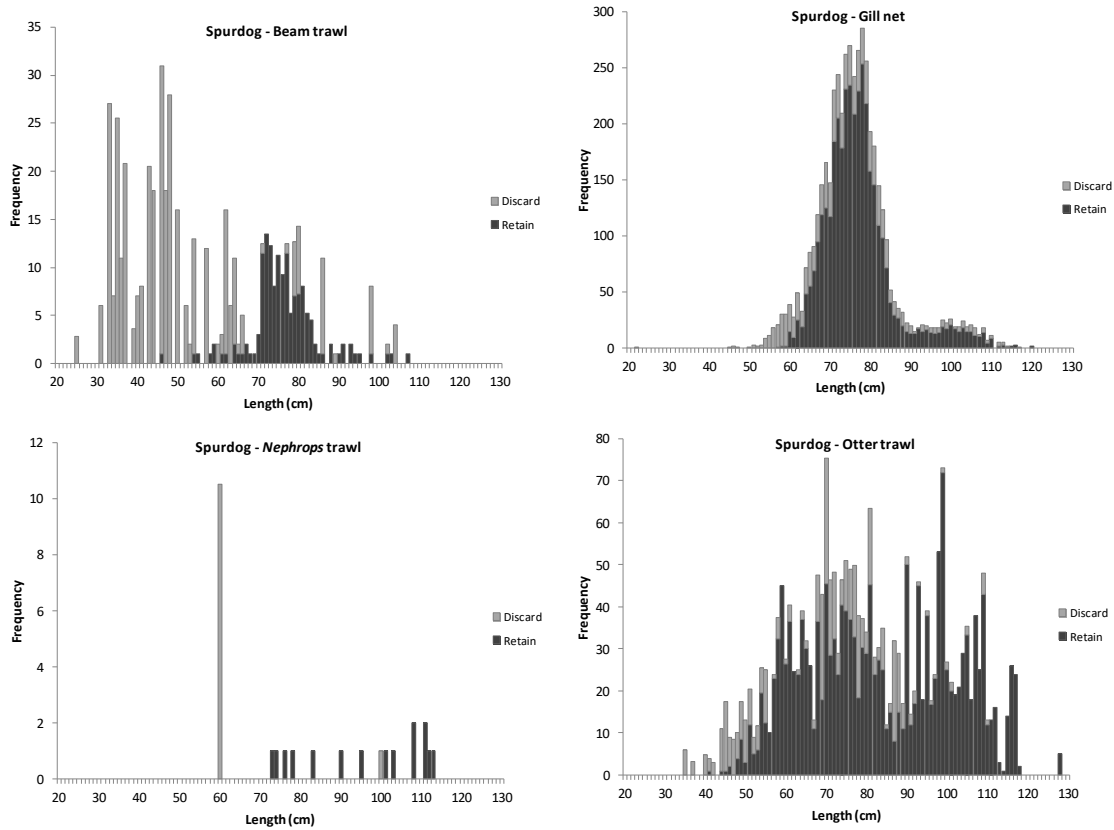 Spurdog - Beam trawl
35
30
25
20
15
10
5
0
Frequency
20 30 40 50 60 70 80 90 100 110 120 130
Length (cm)
Discard
Retain
Spurdog - Gill net
300
250
200
150
100
50
0
Frequency
20 30 40 50 60 70 80 90 100 110 120 130
Length (cm)
Discard
Retain
Spurdog - Nephrops trawl
12
10
8
6
4
2
0
Frequency
20 30 40 50 60 70 80 90 100 110 120 130
Length (cm)
Discard
Retain
Spurdog - Otter trawl
80
70
60
50
40
30
20
10
0
Frequency
20 30 40 50 60 70 80 90 100 110 120 130
Length (cm)
Discard
Retain